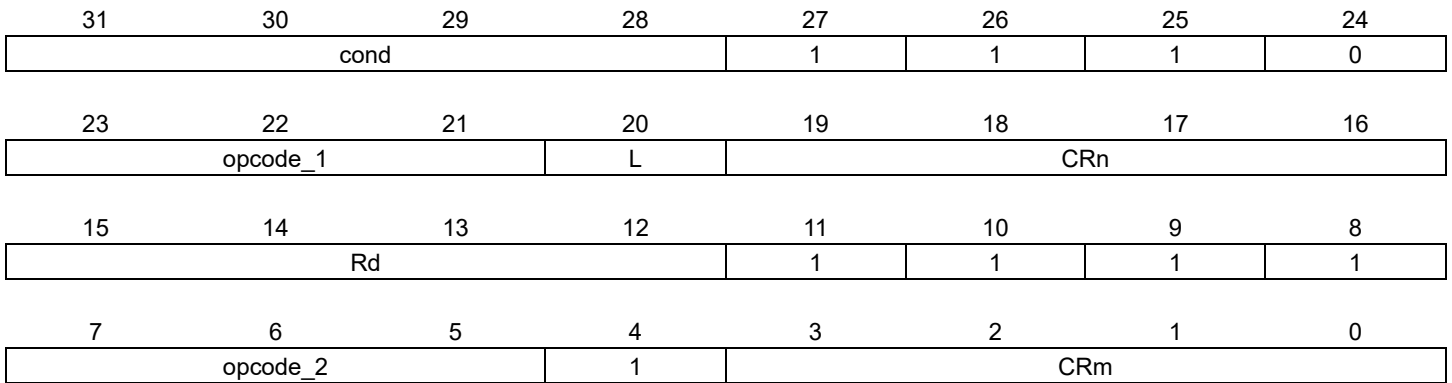 31 30 29 28 27 26 25 24
cond 1 1 1 0
23 22 21 20 19 18 17 16
opcode_1 L CRn
15 14 13 12 11 10 9 8
Rd 1 1 1 1
7 6 5 4 3 2 1 0
opcode_2 1 CRm